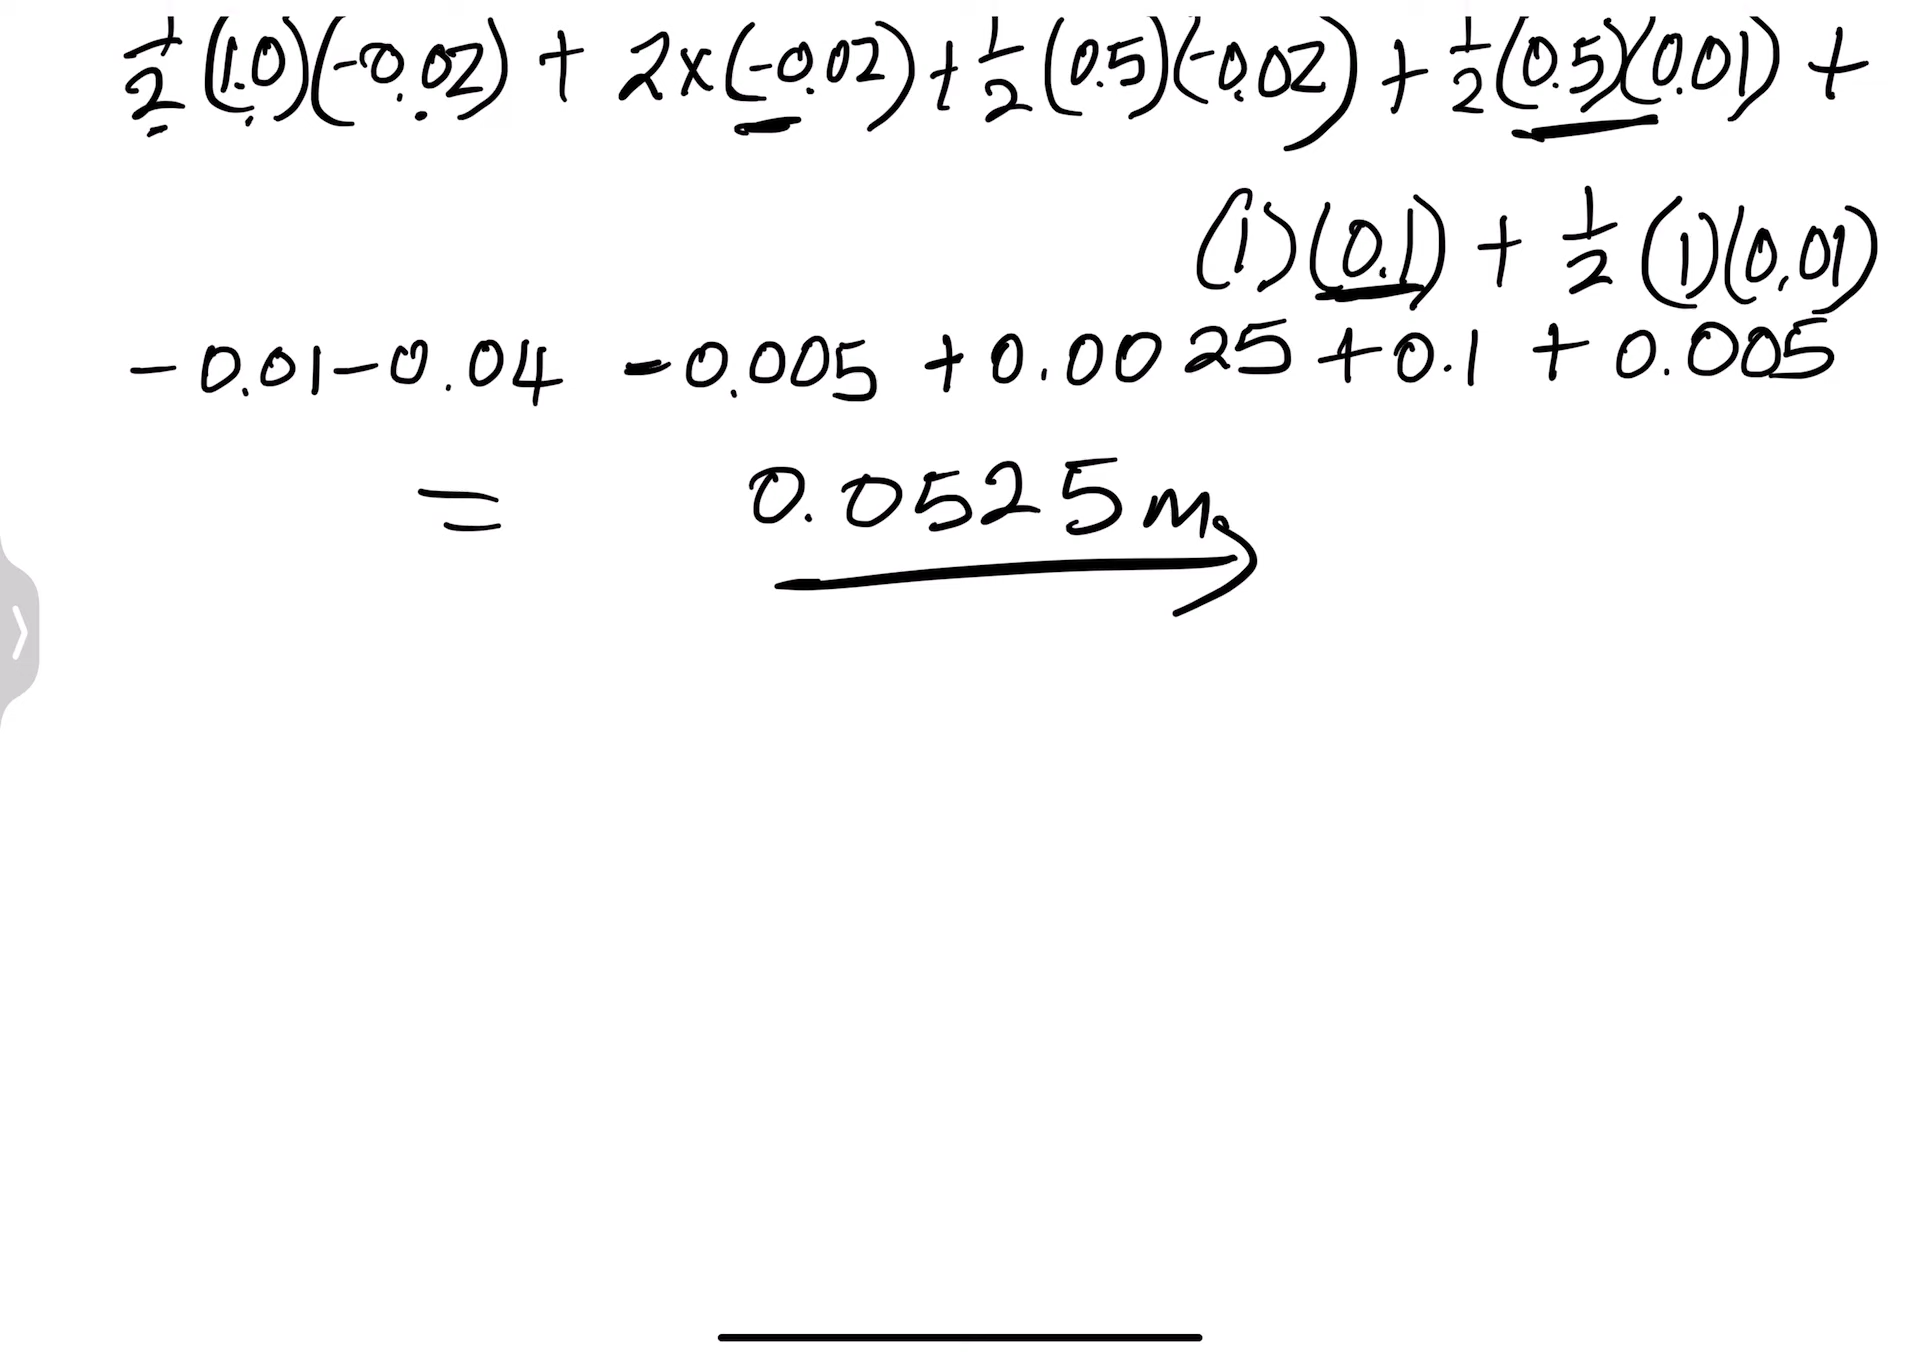 1/2 (1.0)(-0.02) + 2x(-0.02) + 1/2 (0.5)(-0.02) + 1/2 (0.5)(0.01) +
(1)(0.1) + 1/2 (1)(0.01)
-0.01-0.04 -0.005 +0.0025 +0.1 + 0.005
= 0.0525m